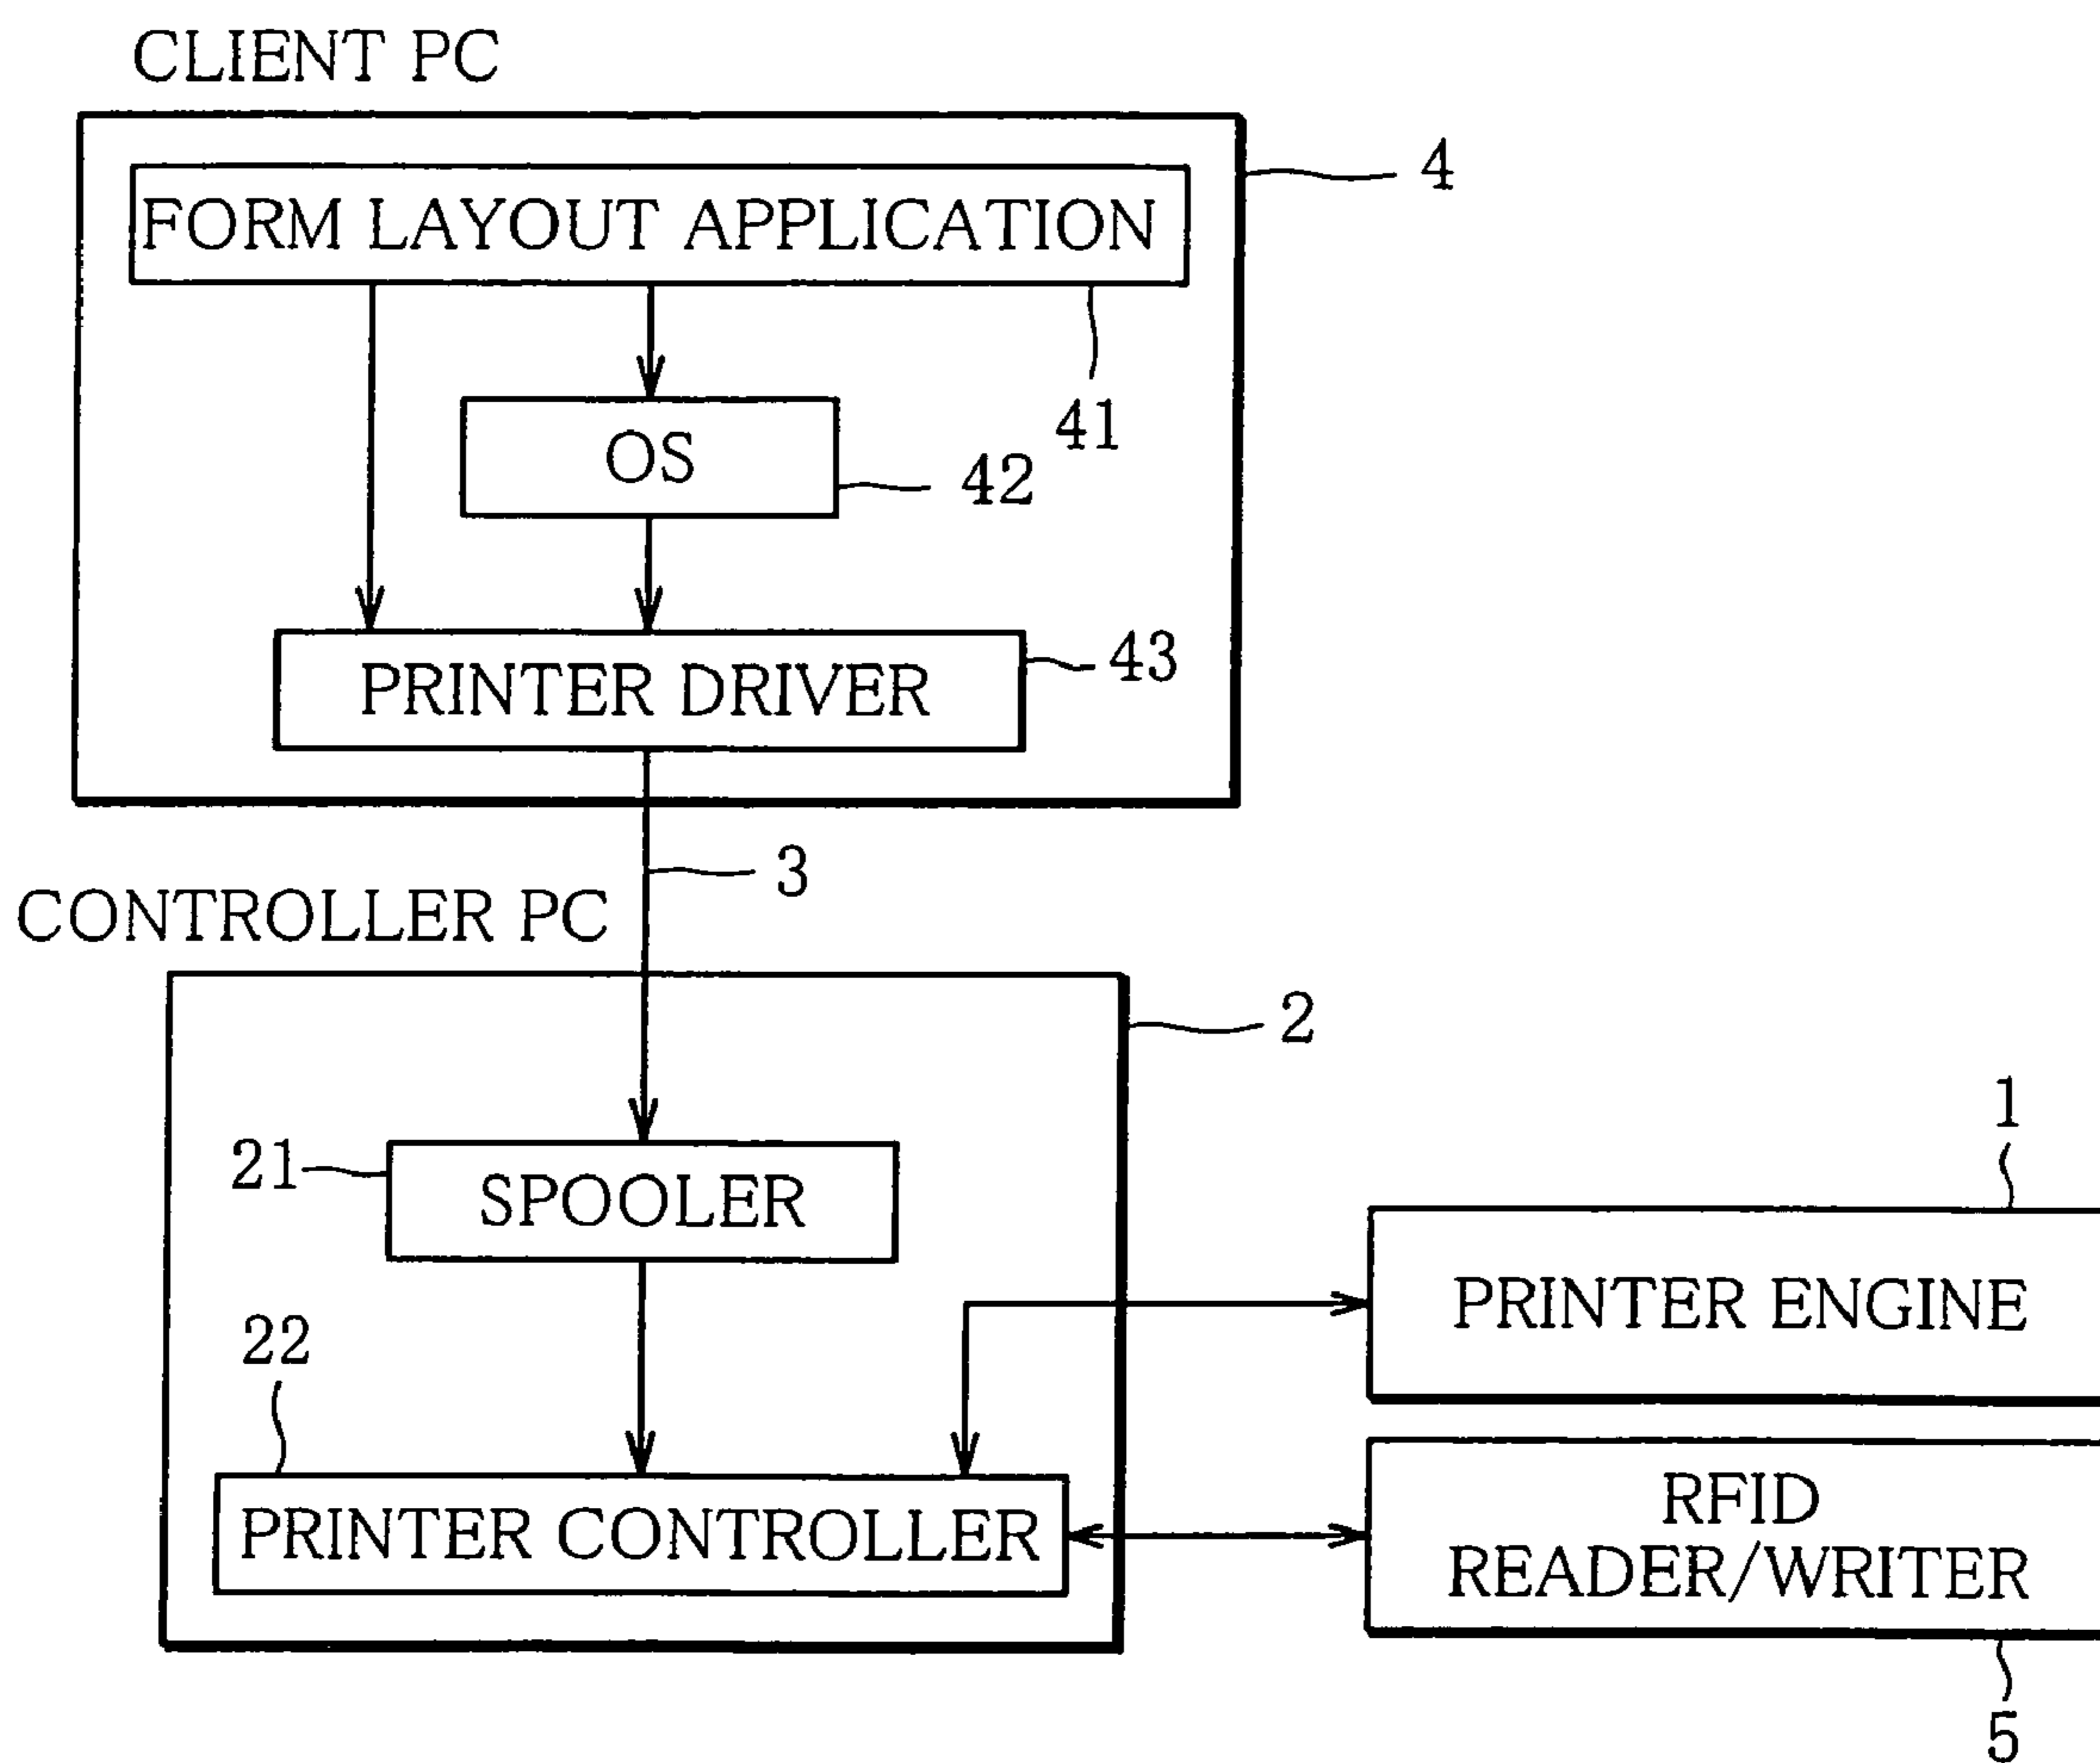 CLIENT PC
4
FORM LAYOUT APPLICATION
41
OS
42
PRINTER DRIVER
43
3
CONTROLLER PC
2
21
SPOOLER
1
PRINTER ENGINE
22
PRINTER CONTROLLER
RFID
READER/WRITER
5